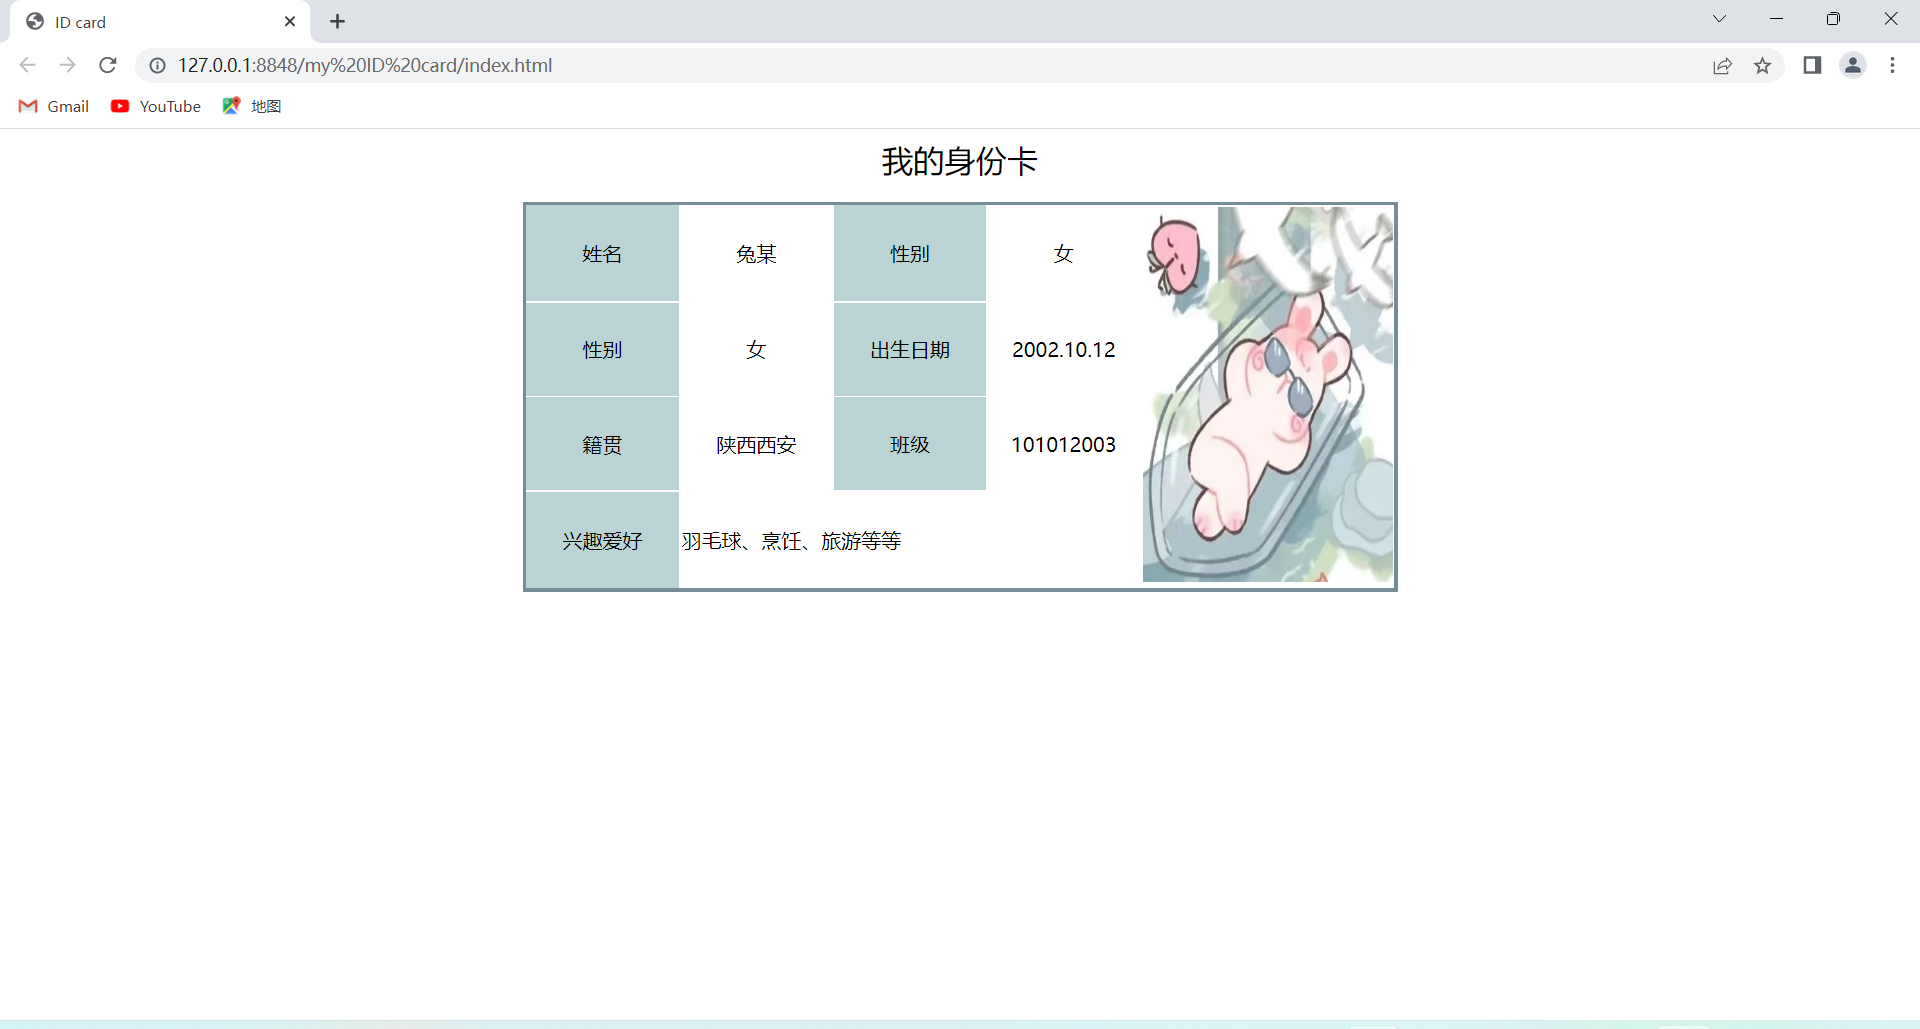 ID card
127.0.0.1:8848/my%20ID%20card/index.html
Gmail YouTube 地图
我的身份卡
姓名 兔某 性别 女
性别 女 出生日期 2002.10.12
籍贯 陕西西安 班级 101012003
兴趣爱好 羽毛球、烹饪、旅游等等